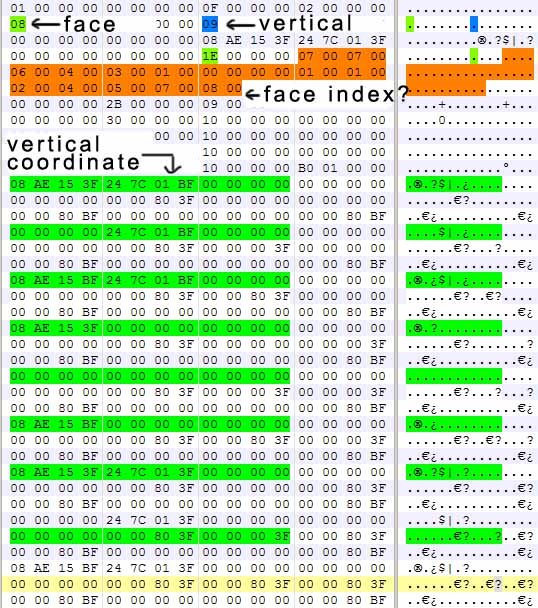 01 00 00 00 00 00 00 00 0F 00 00 00 02 00 00 00
08 ←face 00 00 09 ←vertical
00 00 00 00 00 00 00 00 08 AE 15 3F 24 7C 01 3F .........®.?$|.?
00 00 00 00 00 00 00 00 1E 00 00 00 07 00 07 00
06 00 04 00 03 00 01 00 00 00 00 00 01 00 01 00
02 00 04 00 05 00 07 00 08 00 ←face index?
00 00 00 00 2B 00 00 00 09 00 ....+.......+...
00 00 00 00 30 00 00 00 10 00 00 00 00 00 00 00 ....0...........
00 00 10 00 00 00 00 00 00 00
vertical 10 00 00 00 00 00 00 00
coordinate 10 00 00 00 B0 01 00 00 ............°...
08 AE 15 3F 24 7C 01 BF 00 00 00 00 00 00 00 00 .®.?$|.¿........
00 00 00 00 00 00 80 3F 00 00 00 00 00 00 00 00 ......€?........
00 00 80 BF 00 00 00 00 00 00 00 00 00 00 80 BF ..€¿..........€¿
00 00 00 00 24 7C 01 BF 00 00 00 00 00 00 00 00 ....$|.¿........
00 00 00 00 00 00 80 3F 00 00 00 3F 00 00 00 00 ......€?...?....
00 00 80 BF 00 00 00 00 00 00 00 00 00 00 80 BF ..€¿..........€¿
08 AE 15 BF 24 7C 01 BF 00 00 00 00 00 00 00 00 .®.¿$|.¿........
00 00 00 00 00 00 80 3F 00 00 80 3F 00 00 00 00 ......€?..€?....
00 00 80 BF 00 00 00 00 00 00 00 00 00 00 80 BF ..€¿..........€¿
08 AE 15 3F 00 00 00 00 00 00 00 00 00 00 00 00 .®.?............
00 00 00 00 00 00 80 3F 00 00 00 00 00 00 00 3F ......€?.......?
00 00 80 BF 00 00 00 00 00 00 00 00 00 00 80 BF ..€¿..........€¿
00 00 00 00 00 00 00 00 00 00 00 00 00 00 00 00 ................
00 00 00 00 00 00 80 3F 00 00 00 3F 00 00 00 3F ......€?...?...?
00 00 80 BF 00 00 00 00 00 00 00 00 00 00 80 BF ..€¿..........€¿
08 AE 15 BF 00 00 00 00 00 00 00 00 00 00 00 00 .®.¿............
00 00 00 00 00 00 80 3F 00 00 80 3F 00 00 00 3F ......€?..€?...?
00 00 80 BF 00 00 00 00 00 00 00 00 00 00 80 BF ..€¿..........€¿
08 AE 15 3F 24 7C 01 3F 00 00 00 00 00 00 00 00 .®.?$|.?........
00 00 00 00 00 00 80 3F 00 00 00 00 00 00 80 3F ......€?......€?
00 00 80 BF 00 00 00 00 00 00 00 00 00 00 80 BF ..€¿..........€¿
00 00 00 00 24 7C 01 3F 00 00 00 00 00 00 00 00 ....$|.?........
00 00 00 00 00 00 80 3F 00 00 00 3F 00 00 80 3F ......€?...?..€?
00 00 80 BF 00 00 00 00 00 00 00 00 00 00 80 BF ..€¿..........€¿
08 AE 15 BF 24 7C 01 3F 00 00 00 00 00 00 00 00 .®.¿$|.?........
00 00 00 00 00 00 80 3F 00 00 80 3F 00 00 80 3F ......€?..€?..€?
00 00 80 BF 00 00 00 00 00 00 00 00 00 00 80 BF ..€¿..........€¿